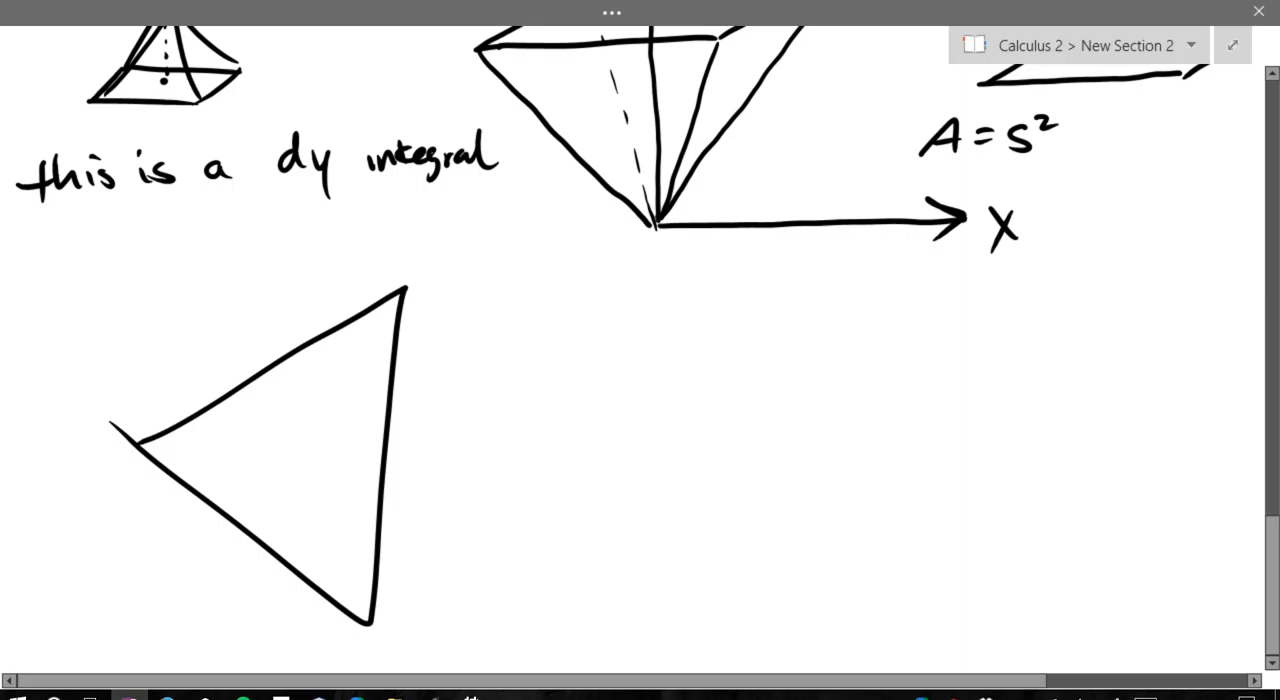 Calculus 2 > New Section 2
A = s²
this is a dy integral
X